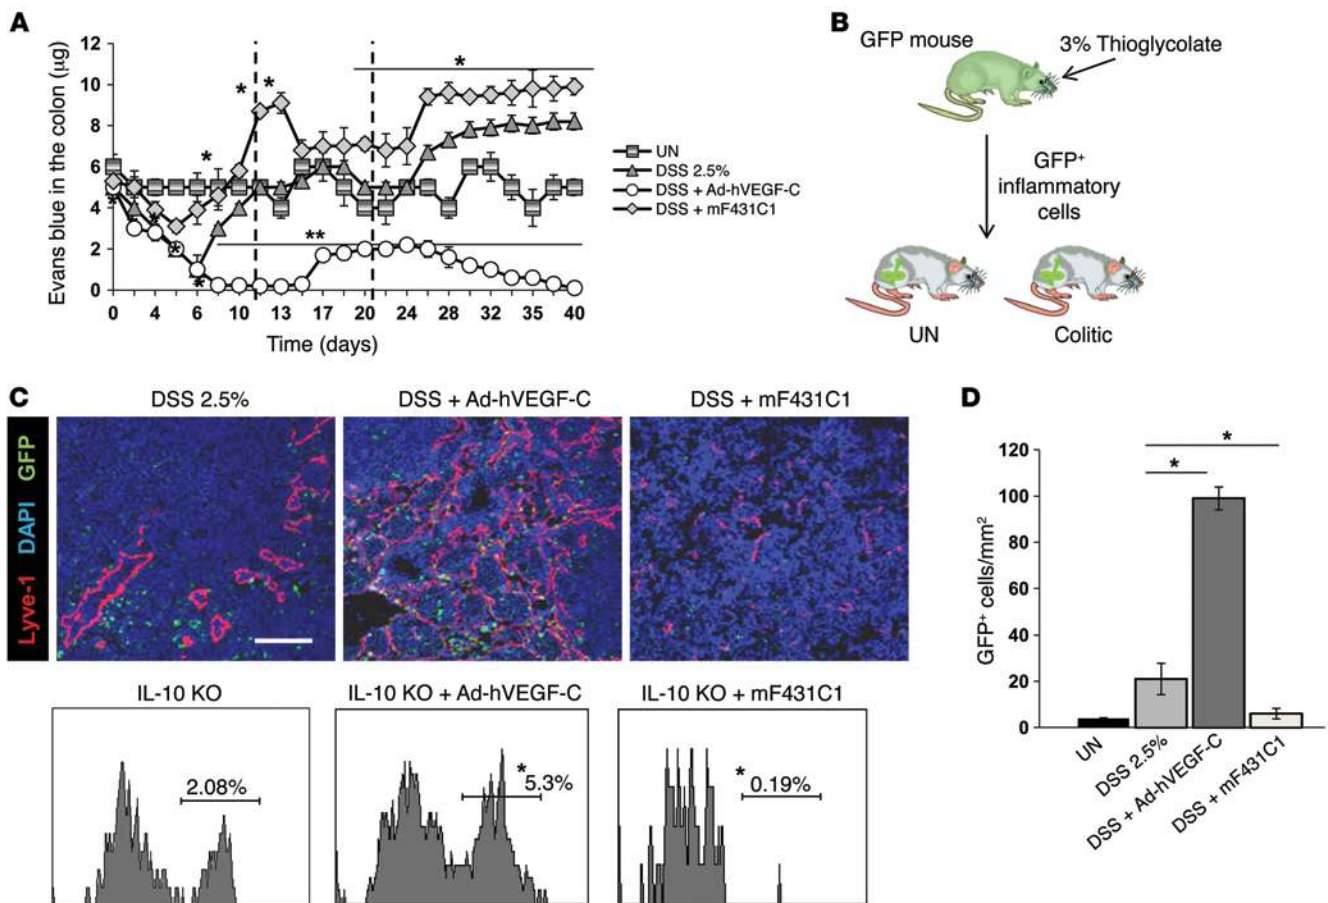 A
Evans blue in the colon (µg)
12
10
8
6
4
2
0
*
*
*
*
**
*
*
*
0 4 6 10 13 17 20 24 28 32 35 40
Time (days)
UN
DSS 2.5%
DSS + Ad-hVEGF-C
DSS + mF431C1
B
GFP mouse
3% Thioglycolate
GFP⁺
inflammatory
cells
UN
Colitic
C
Lyve-1 DAPI GFP
DSS 2.5%
DSS + Ad-hVEGF-C
DSS + mF431C1
IL-10 KO
IL-10 KO + Ad-hVEGF-C
IL-10 KO + mF431C1
2.08%
* 5.3%
* 0.19%
D
GFP⁺ cells/mm²
120
100
80
60
40
20
0
*
*
UN
DSS 2.5%
DSS + Ad-hVEGF-C
DSS + mF431C1